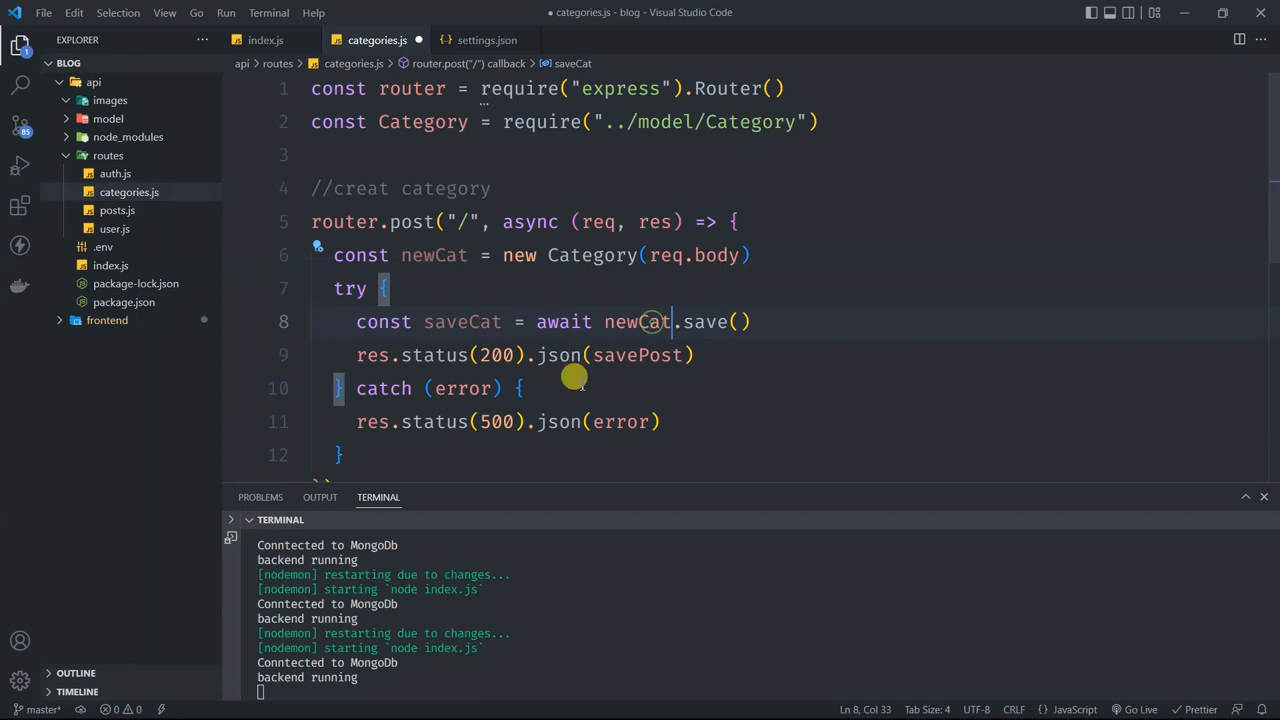 File Edit Selection View Go Run Terminal Help
● categories.js - blog - Visual Studio Code
EXPLORER ···
index.js
categories.js ●
settings.json
BLOG
api > routes > categories.js > router.post("/") callback > saveCat
api
images
model
node_modules
routes
auth.js
categories.js
posts.js
user.js
.env
index.js
package-lock.json
package.json
frontend
85
1 const router = require("express").Router()
2 const Category = require("../model/Category")
3
4 //creat category
5 router.post("/", async (req, res) => {
6 const newCat = new Category(req.body)
7 try {
8 const saveCat = await newCat.save()
9 res.status(200).json(savePost)
10 } catch (error) {
11 res.status(500).json(error)
12 }
PROBLEMS OUTPUT TERMINAL
TERMINAL
Conntected to MongoDb
backend running
[nodemon] restarting due to changes...
[nodemon] starting `node index.js`
Conntected to MongoDb
backend running
[nodemon] restarting due to changes...
[nodemon] starting `node index.js`
Conntected to MongoDb
backend running
OUTLINE
TIMELINE
master* 0 0 Ln 8, Col 33 Tab Size: 4 UTF-8 CRLF {} JavaScript Go Live Prettier